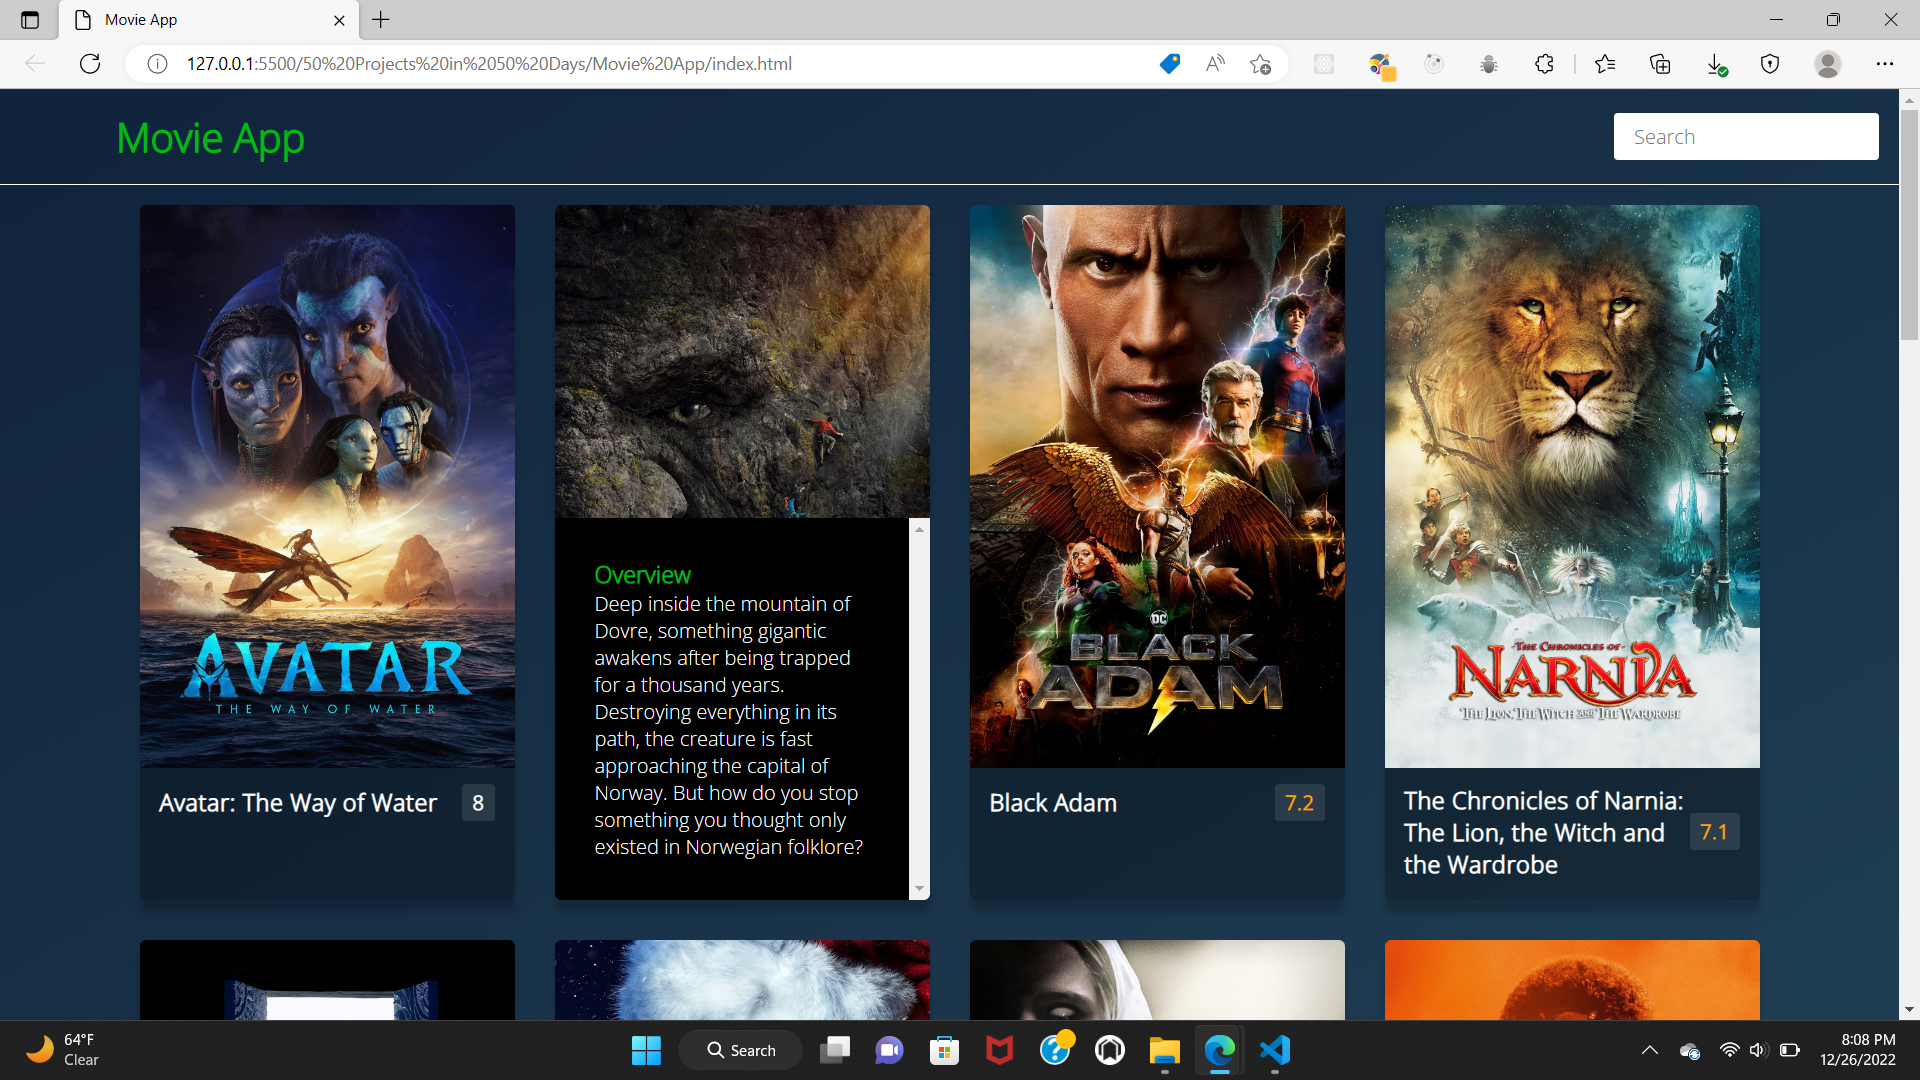 Movie App
127.0.0.1:5500/50%20Projects%20in%2050%20Days/Movie%20App/index.html
Movie App
Search
AVATAR
THE WAY OF WATER
Avatar: The Way of Water
8
Overview
Deep inside the mountain of
Dovre, something gigantic
awakens after being trapped
for a thousand years.
Destroying everything in its
path, the creature is fast
approaching the capital of
Norway. But how do you stop
something you thought only
existed in Norwegian folklore?
DC
BLACK
ADAM
Black Adam
7.2
THE CHRONICLES OF
NARNIA
THE LION, THE WITCH AND THE WARDROBE
The Chronicles of Narnia:
The Lion, the Witch and
the Wardrobe
7.1
64°F
Clear
Search
8:08 PM
12/26/2022